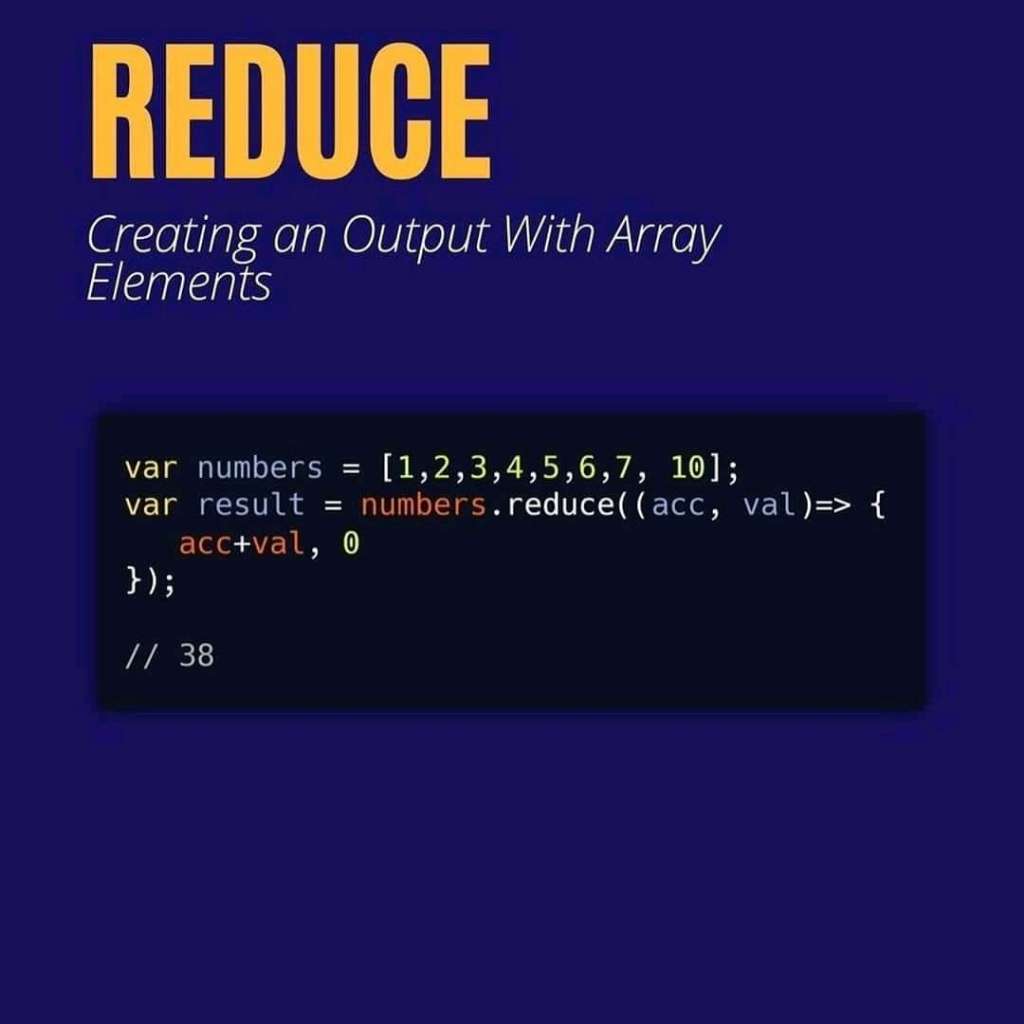 REDUCE
Creating an Output With Array
Elements
var numbers = [1,2,3,4,5,6,7, 10];
var result = numbers.reduce((acc, val)=> {
   acc+val, 0
});
// 38